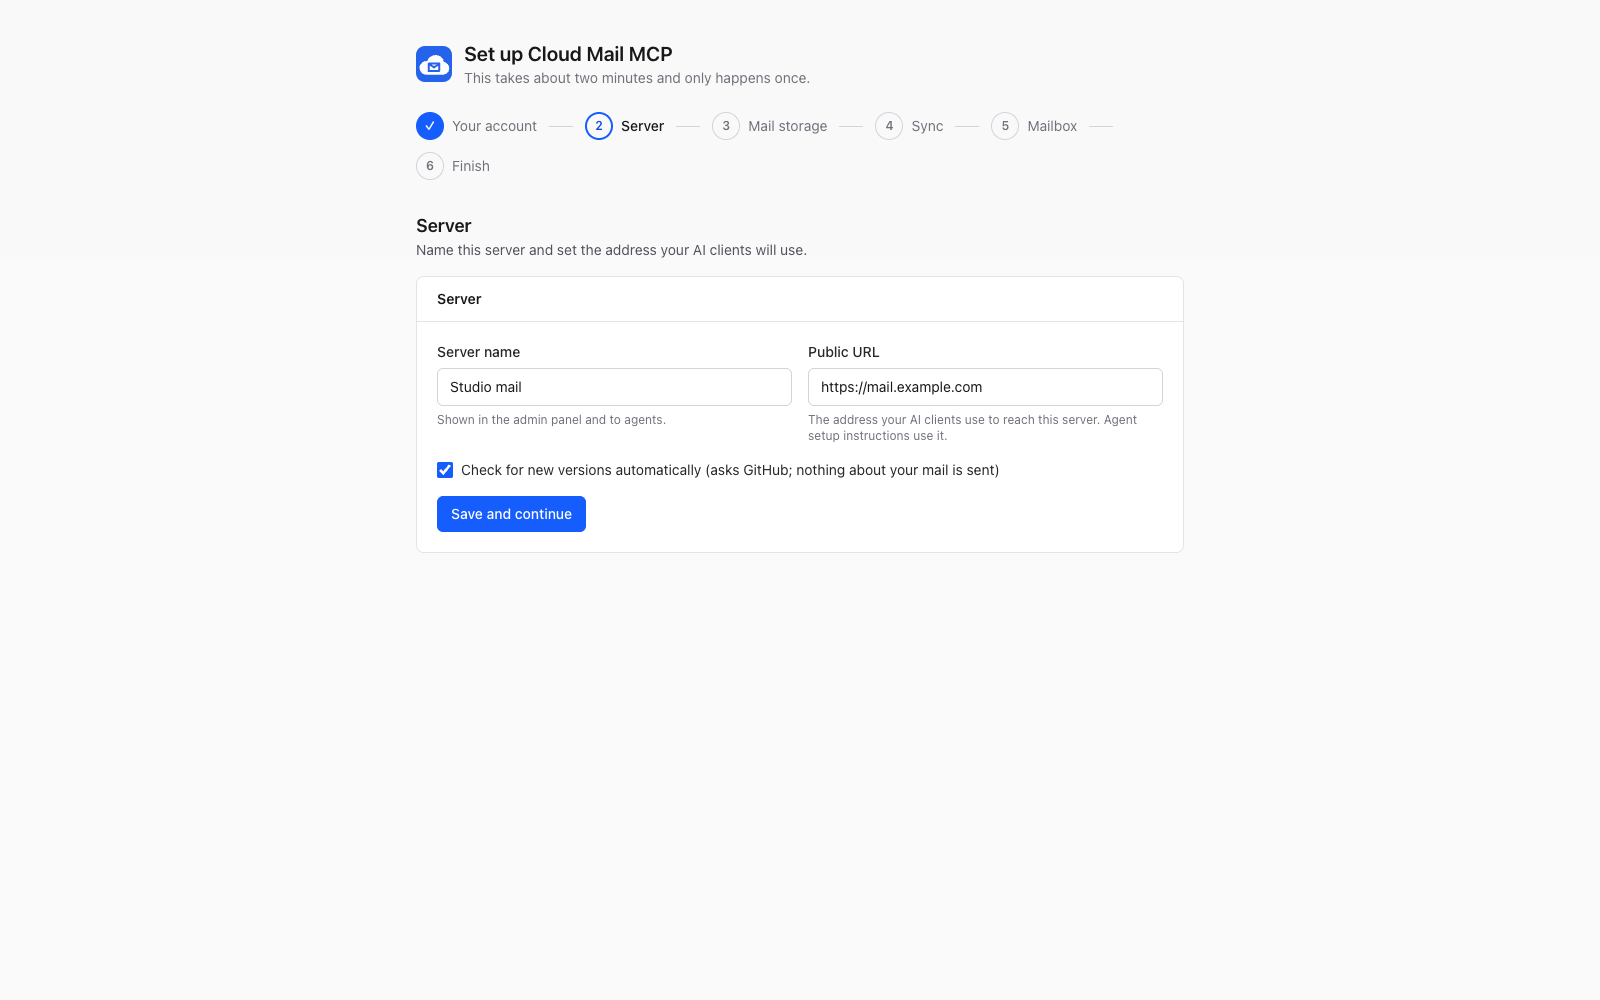 Set up Cloud Mail MCP
This takes about two minutes and only happens once.
Your account
2 Server
3 Mail storage
4 Sync
5 Mailbox
6 Finish
Server
Name this server and set the address your AI clients will use.
Server
Server name
Studio mail
Shown in the admin panel and to agents.
Public URL
https://mail.example.com
The address your AI clients use to reach this server. Agent
setup instructions use it.
Check for new versions automatically (asks GitHub; nothing about your mail is sent)
Save and continue